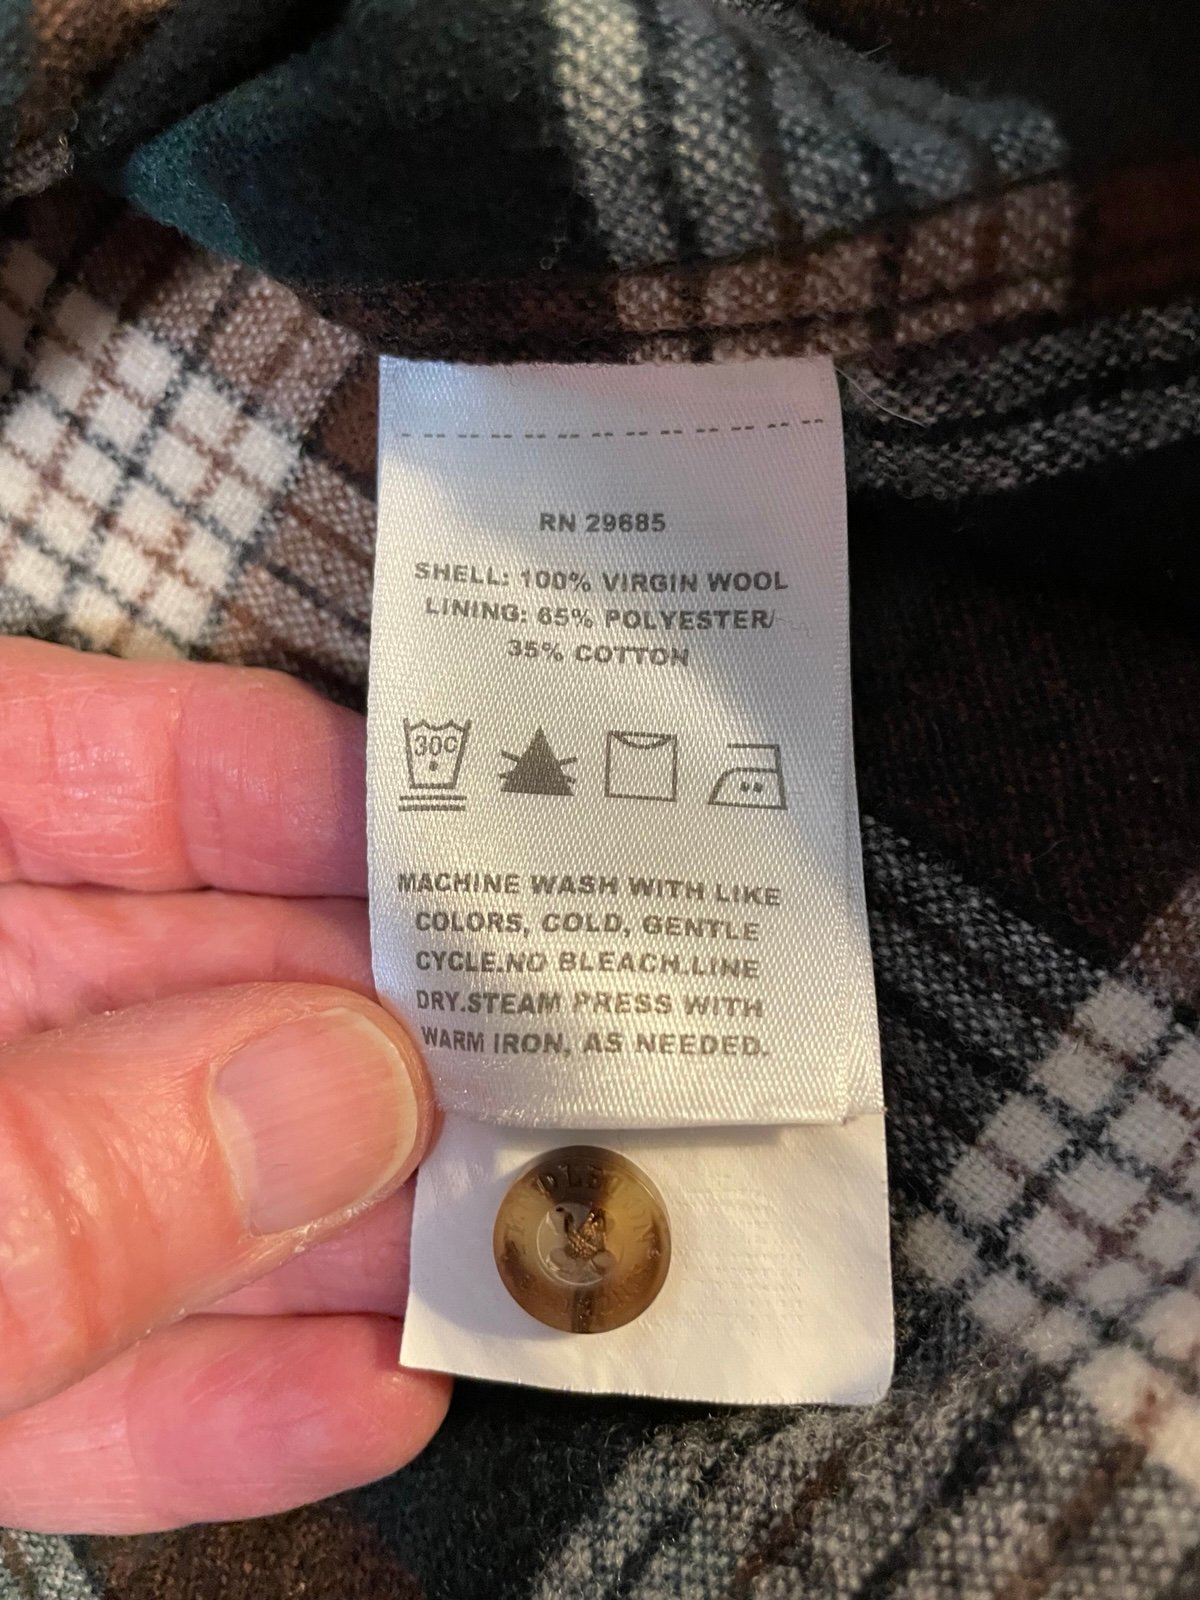 RN 29685
SHELL: 100% VIRGIN WOOL
LINING: 65% POLYESTER/
35% COTTON
30C
MACHINE WASH WITH LIKE
COLORS, COLD, GENTLE
CYCLE.NO BLEACH.LINE
DRY.STEAM PRESS WITH
WARM IRON, AS NEEDED.